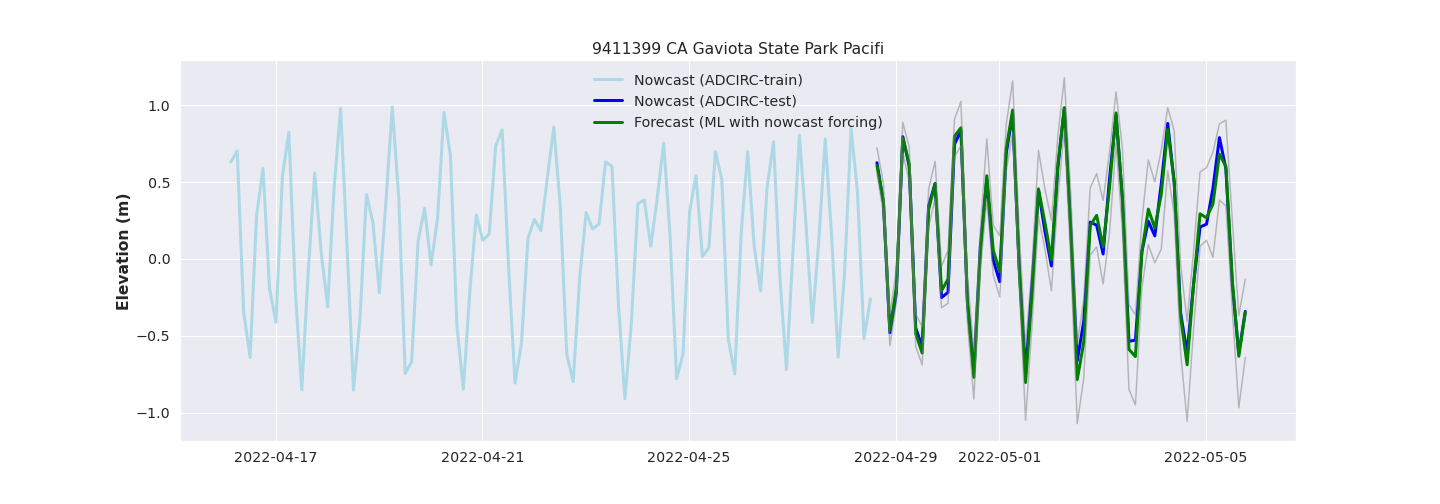 9411399 CA Gaviota State Park Pacifi
Nowcast (ADCIRC-train)
Nowcast (ADCIRC-test)
Forecast (ML with nowcast forcing)
Elevation (m)
1.0
0.5
0.0
−0.5
−1.0
2022-04-17 2022-04-21 2022-04-25 2022-04-29 2022-05-01 2022-05-05